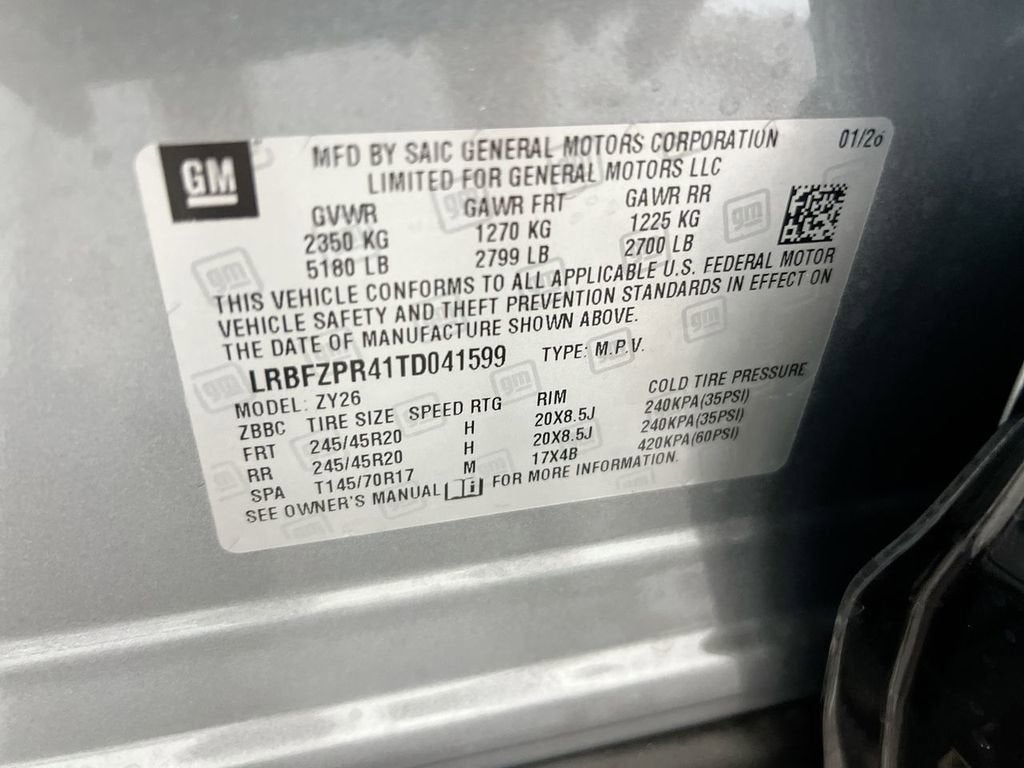 GM
MFD BY SAIC GENERAL MOTORS CORPORATION 01/26
LIMITED FOR GENERAL MOTORS LLC
GVWR GAWR FRT GAWR RR
2350 KG 1270 KG 1225 KG
5180 LB 2799 LB 2700 LB
THIS VEHICLE CONFORMS TO ALL APPLICABLE U.S. FEDERAL MOTOR
VEHICLE SAFETY AND THEFT PREVENTION STANDARDS IN EFFECT ON
THE DATE OF MANUFACTURE SHOWN ABOVE.
LRBFZPR41TD041599 TYPE: M.P.V.
MODEL: ZY26
ZBBC TIRE SIZE SPEED RTG RIM COLD TIRE PRESSURE
FRT 245/45R20 H 20X8.5J 240KPA(35PSI)
RR 245/45R20 H 20X8.5J 240KPA(35PSI)
SPA T145/70R17 M 17X4B 420KPA(60PSI)
SEE OWNER'S MANUAL i FOR MORE INFORMATION.